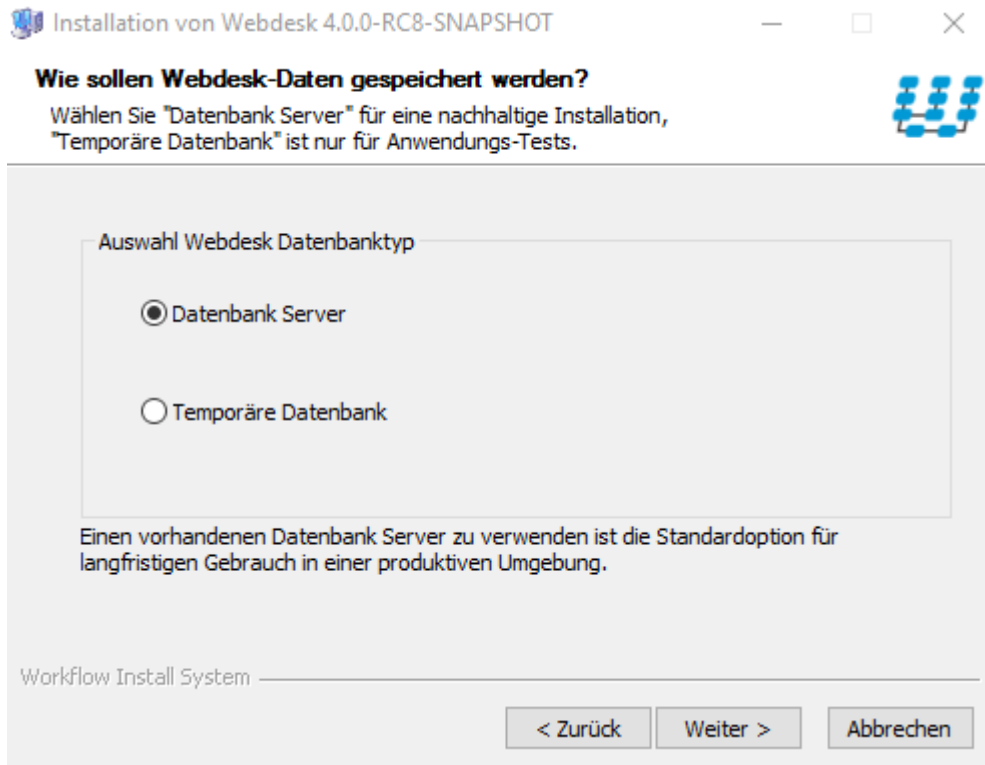 Installation von Webdesk 4.0.0-RC8-SNAPSHOT
Wie sollen Webdesk-Daten gespeichert werden?
Wählen Sie "Datenbank Server" für eine nachhaltige Installation,
"Temporäre Datenbank" ist nur für Anwendungs-Tests.
Auswahl Webdesk Datenbanktyp
Datenbank Server
Temporäre Datenbank
Einen vorhandenen Datenbank Server zu verwenden ist die Standardoption für
langfristigen Gebrauch in einer produktiven Umgebung.
Workflow Install System
< Zurück Weiter > Abbrechen